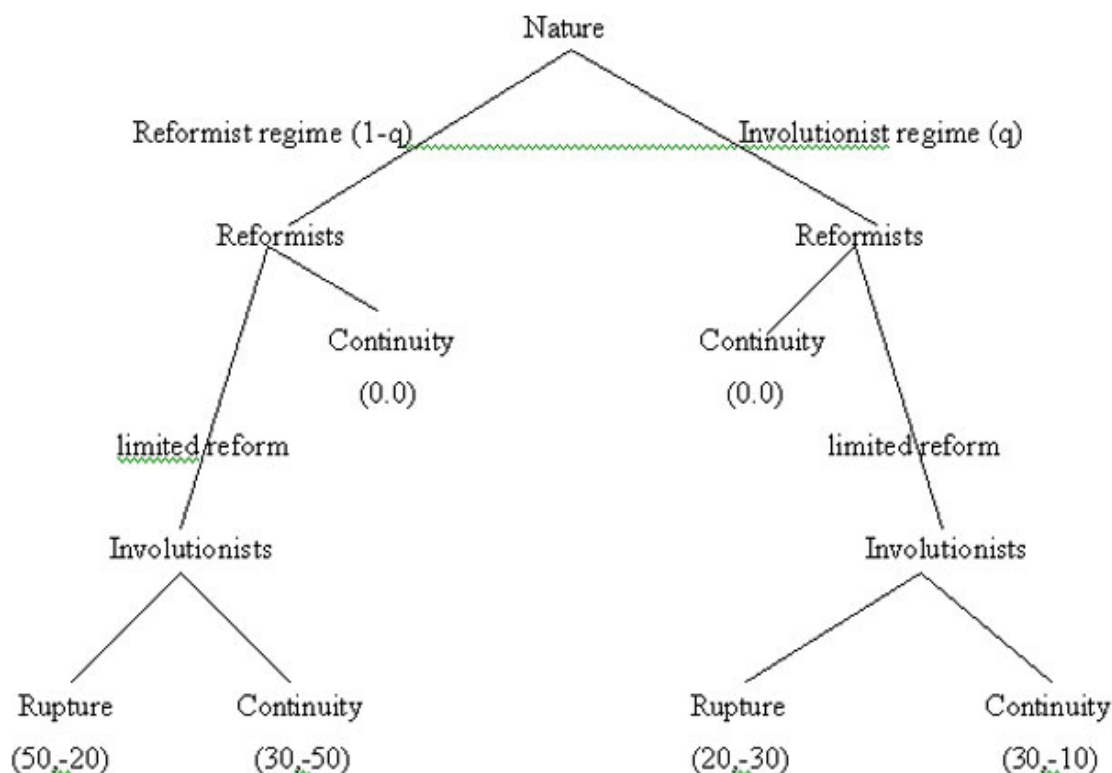 Nature
Reformist regime (1-q) Involutionist regime (q)
Reformists Reformists
Continuity Continuity
(0.0) (0.0)
limited reform limited reform
Involutionists Involutionists
Rupture Continuity Rupture Continuity
(50,-20) (30,-50) (20,-30) (30,-10)